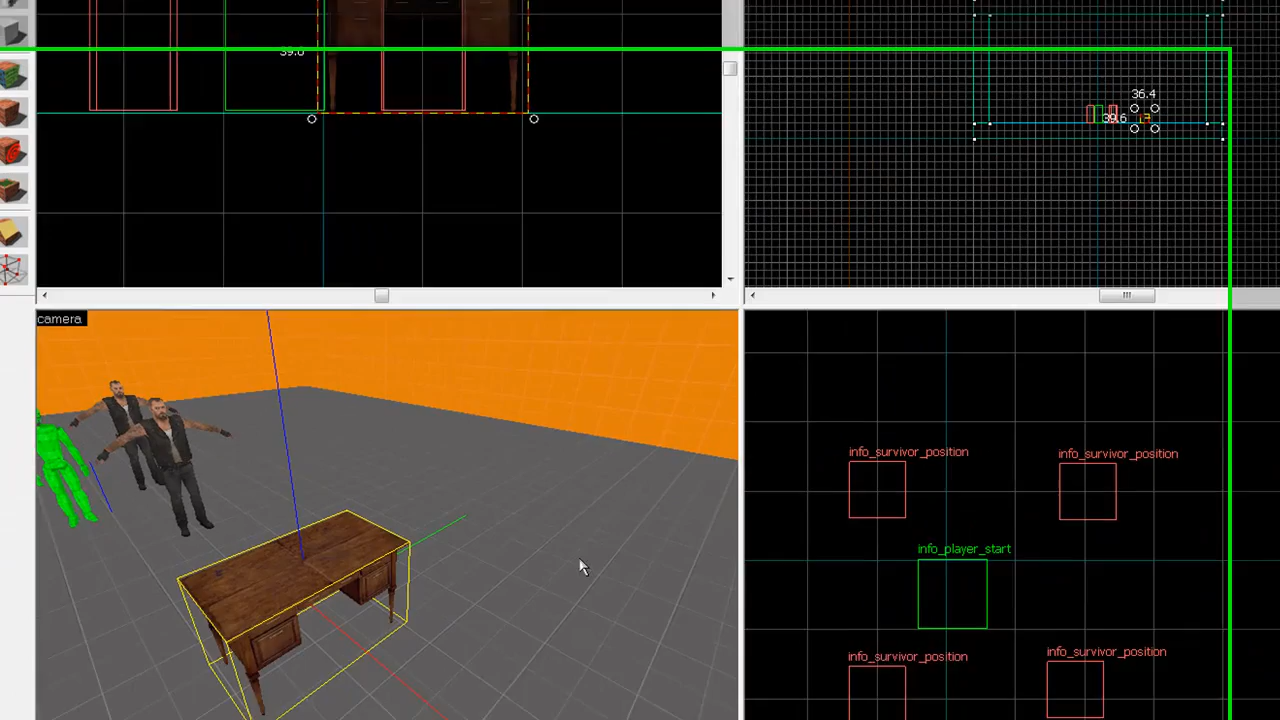 39.6
36.4
39.6
camera
info_survivor_position
info_survivor_position
info_player_start
info_survivor_position
info_survivor_position